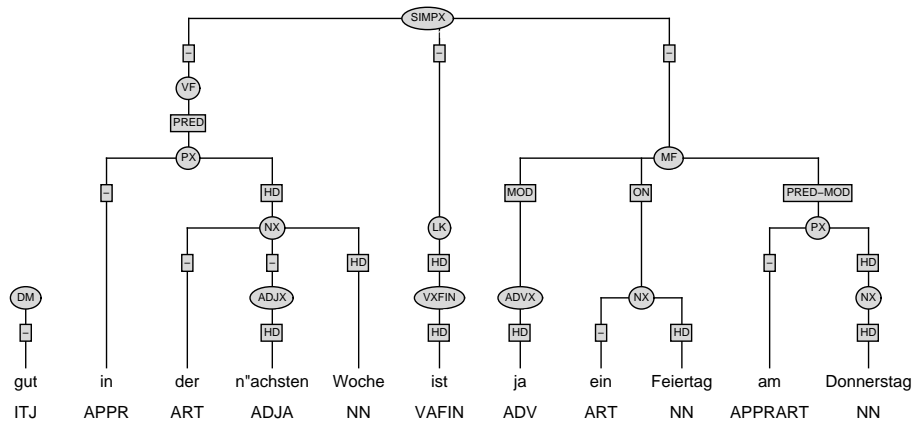 SIMPX
– – –
VF
PRED
PX MF
– HD MOD ON PRED–MOD
NX LK PX
– – HD HD – HD
DM ADJX VXFIN ADVX NX NX
– HD HD HD – HD HD
gut in der n"achsten Woche ist ja ein Feiertag am Donnerstag
ITJ APPR ART ADJA NN VAFIN ADV ART NN APPRART NN